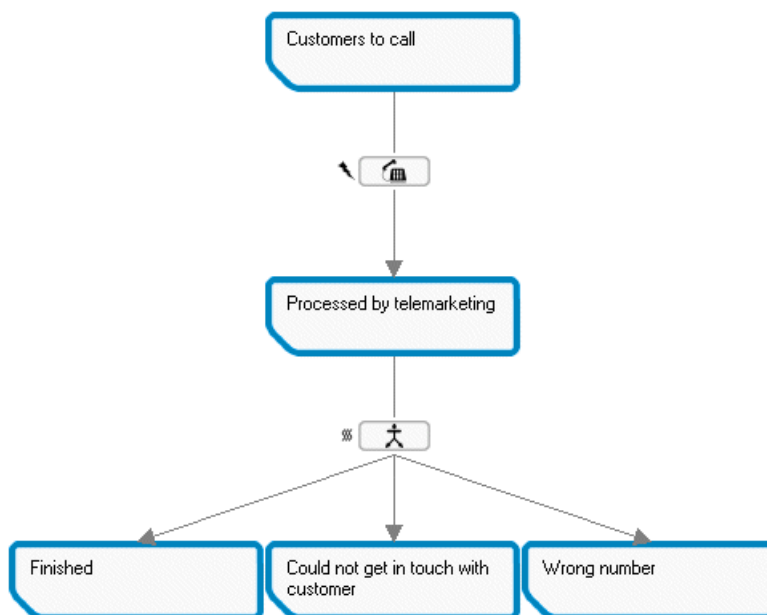 Customers to call
Processed by telemarketing
Finished
Could not get in touch with
customer
Wrong number